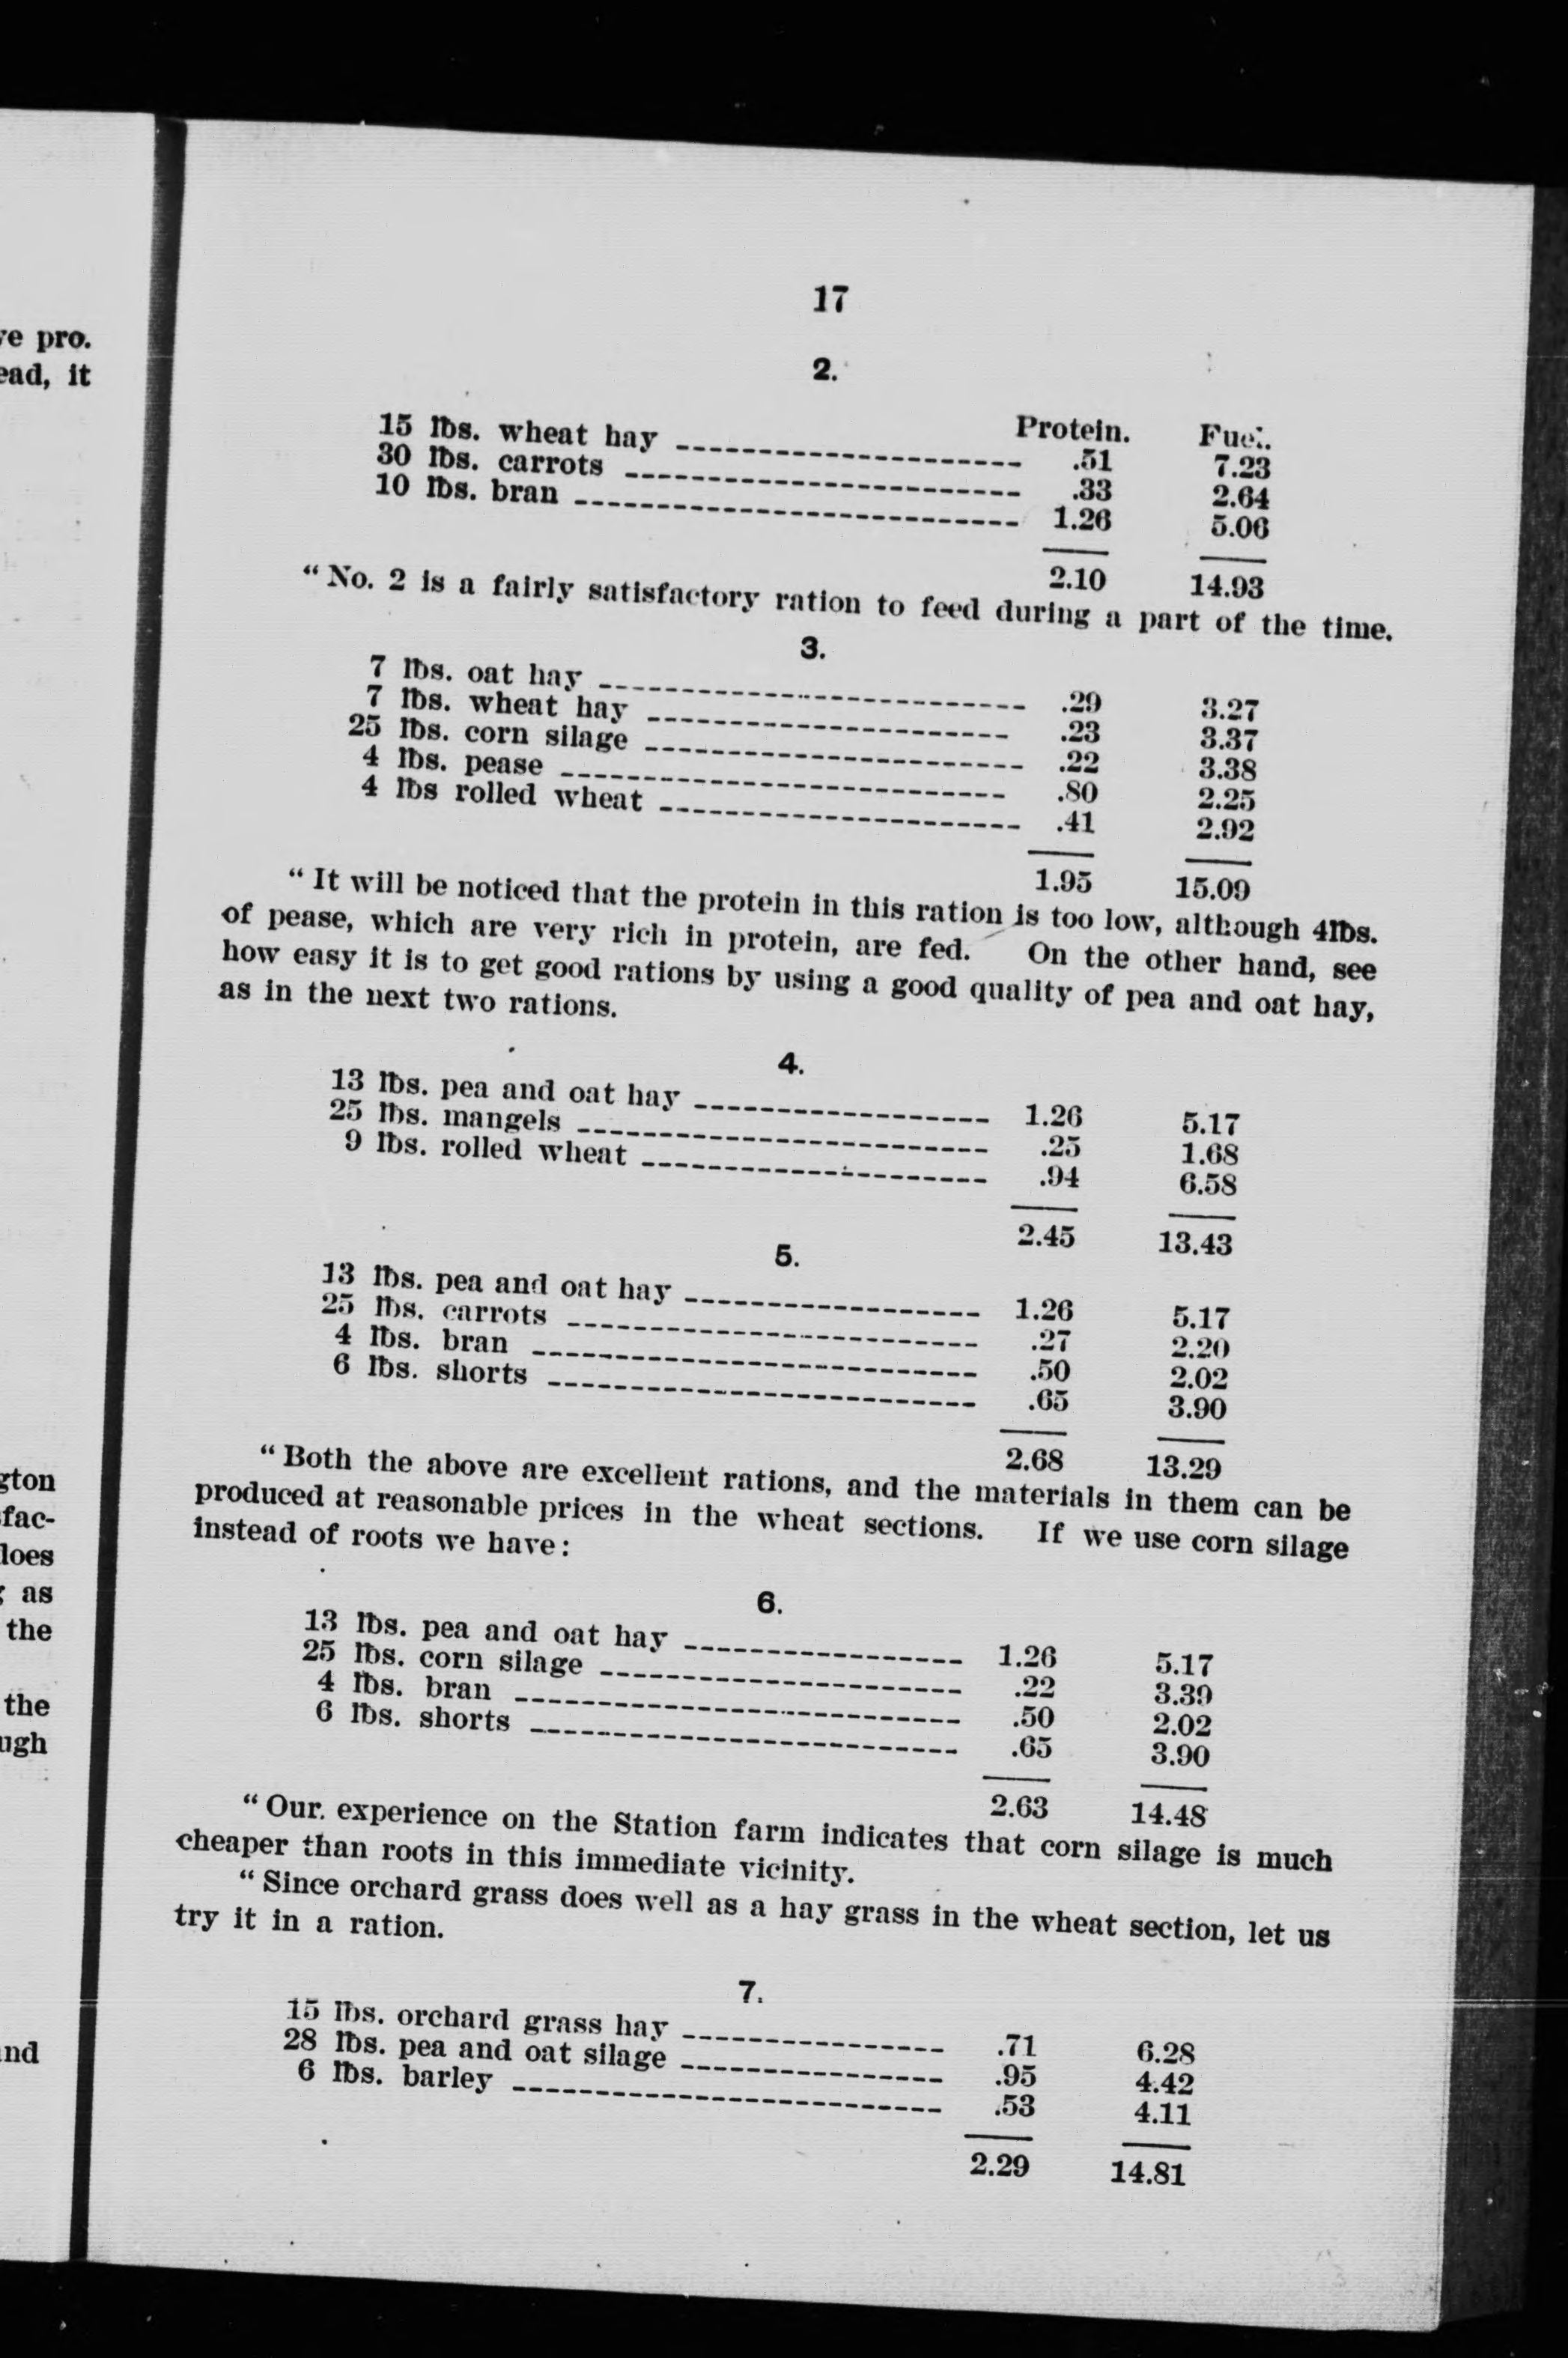 ve pro.
ead, it
gton
sfac-
does
; as
the
the
ugh
and
17
2.
Protein. Fuel.
15 lbs. wheat hay .51 7.23
30 lbs. carrots .33 2.64
10 lbs. bran 1.26 5.06
2.10 14.93
“No. 2 is a fairly satisfactory ration to feed during a part of the time.
3.
7 lbs. oat hay .29 3.27
7 lbs. wheat hay .23 3.37
25 lbs. corn silage .22 3.38
4 lbs. pease .80 2.25
4 lbs rolled wheat .41 2.92
1.95 15.09
“It will be noticed that the protein in this ration is too low, although 4lbs.
of pease, which are very rich in protein, are fed. On the other hand, see
how easy it is to get good rations by using a good quality of pea and oat hay,
as in the next two rations.
4.
13 lbs. pea and oat hay 1.26 5.17
25 lbs. mangels .25 1.68
9 lbs. rolled wheat .94 6.58
2.45 13.43
5.
13 lbs. pea and oat hay 1.26 5.17
25 lbs. carrots .27 2.20
4 lbs. bran .50 2.02
6 lbs. shorts .65 3.90
2.68 13.29
“Both the above are excellent rations, and the materials in them can be
produced at reasonable prices in the wheat sections. If we use corn silage
instead of roots we have:
6.
13 lbs. pea and oat hay 1.26 5.17
25 lbs. corn silage .22 3.39
4 lbs. bran .50 2.02
6 lbs. shorts .65 3.90
2.63 14.48
“Our. experience on the Station farm indicates that corn silage is much
cheaper than roots in this immediate vicinity.
“Since orchard grass does well as a hay grass in the wheat section, let us
try it in a ration.
7.
15 lbs. orchard grass hay .71 6.28
28 lbs. pea and oat silage .95 4.42
6 lbs. barley .53 4.11
2.29 14.81